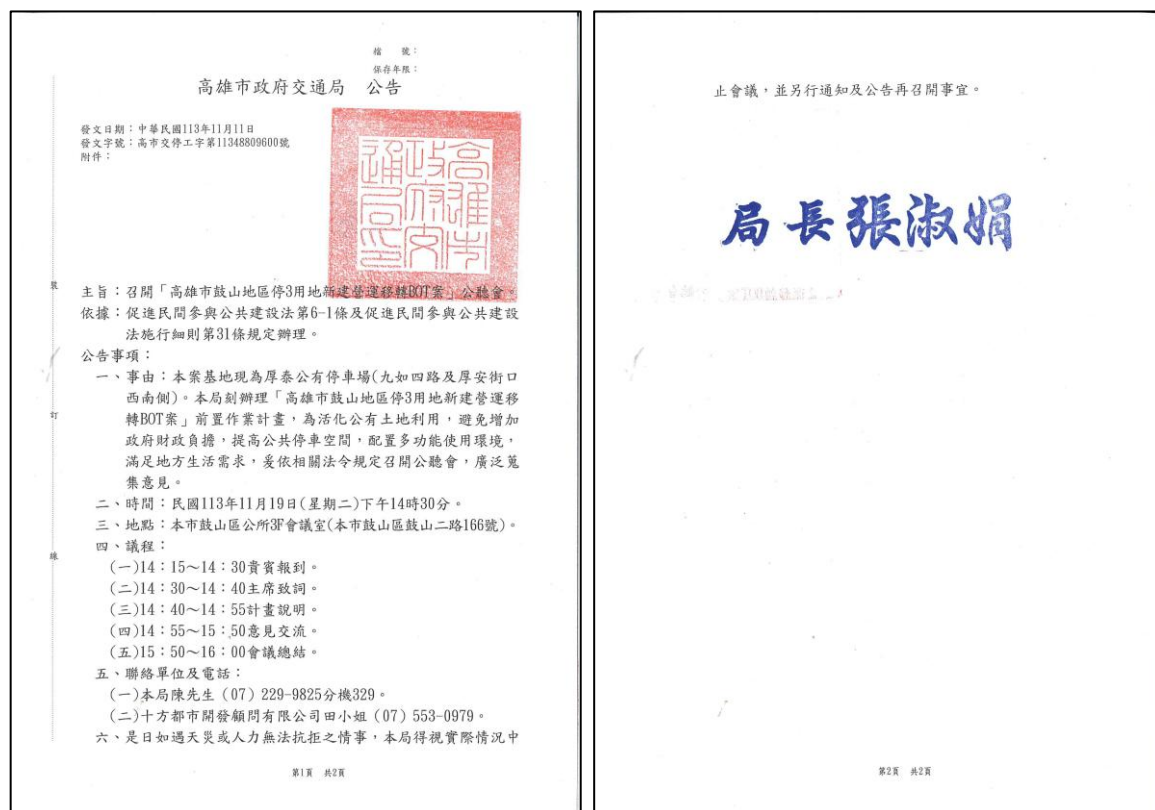 檔　號：
保存年限：
高雄市政府交通局　公告
發文日期：中華民國113年11月11日
發文字號：高市交停工字第11348809600號
附件：
高雄市政府交通局印
主旨：召開「高雄市鼓山地區停3用地新建營運移轉BOT案」公聽會。
依據：促進民間參與公共建設法第6-1條及促進民間參與公共建設
法施行細則第31條規定辦理。
公告事項：
一、事由：本案基地現為厚泰公有停車場(九如四路及厚安街口
西南側)。本局刻辦理「高雄市鼓山地區停3用地新建營運移
轉BOT案」前置作業計畫，為活化公有土地利用，避免增加
政府財政負擔，提高公共停車空間，配置多功能使用環境，
滿足地方生活需求，爰依相關法令規定召開公聽會，廣泛蒐
集意見。
二、時間：民國113年11月19日(星期二)下午14時30分。
三、地點：本市鼓山區公所3F會議室(本市鼓山區鼓山二路166號)。
四、議程：
(一)14：15～14：30貴賓報到。
(二)14：30～14：40主席致詞。
(三)14：40～14：55計畫說明。
(四)14：55～15：50意見交流。
(五)15：50～16：00會議總結。
五、聯絡單位及電話：
(一)本局陳先生（07）229-9825分機329。
(二)十方都市開發顧問有限公司田小姐（07）553-0979。
六、是日如遇天災或人力無法抗拒之情事，本局得視實際情況中
裝
訂
線
第1頁　共2頁
止會議，並另行通知及公告再召開事宜。
局長張淑娟
第2頁　共2頁